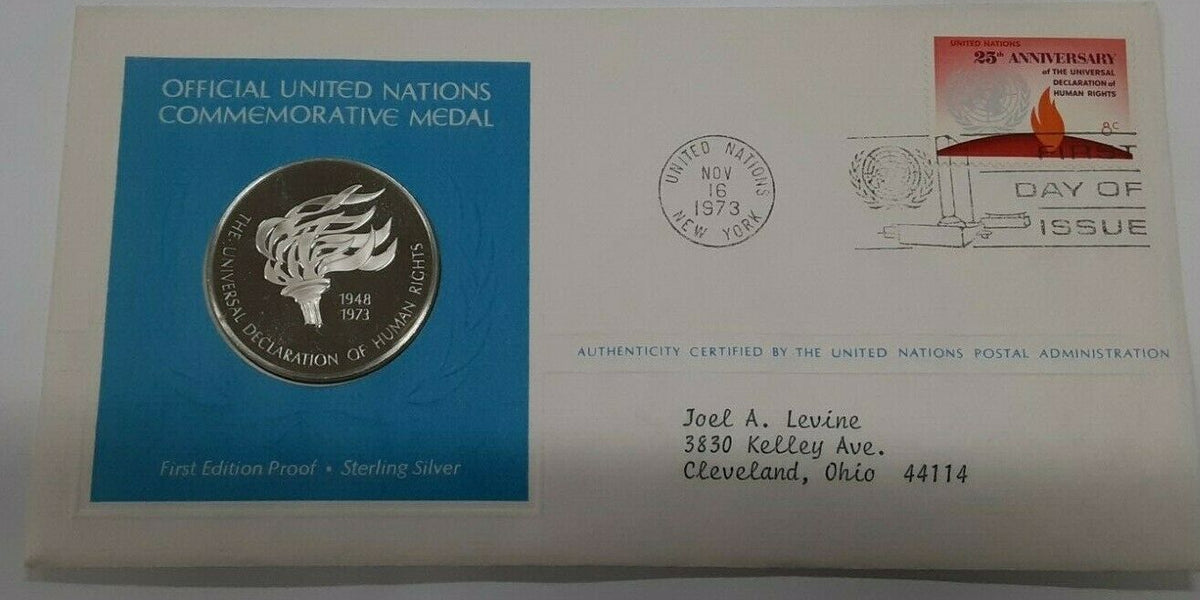 OFFICIAL UNITED NATIONS
COMMEMORATIVE MEDAL
THE UNIVERSAL DECLARATION OF HUMAN RIGHTS
1948
1973
First Edition Proof • Sterling Silver
UNITED NATIONS
NOV
16
1973
NEW YORK
UNITED NATIONS
25th ANNIVERSARY
of THE UNIVERSAL
DECLARATION of
HUMAN RIGHTS
8c
FIRST
DAY OF
ISSUE
AUTHENTICITY CERTIFIED BY THE UNITED NATIONS POSTAL ADMINISTRATION
Joel A. Levine
3830 Kelley Ave.
Cleveland, Ohio 44114